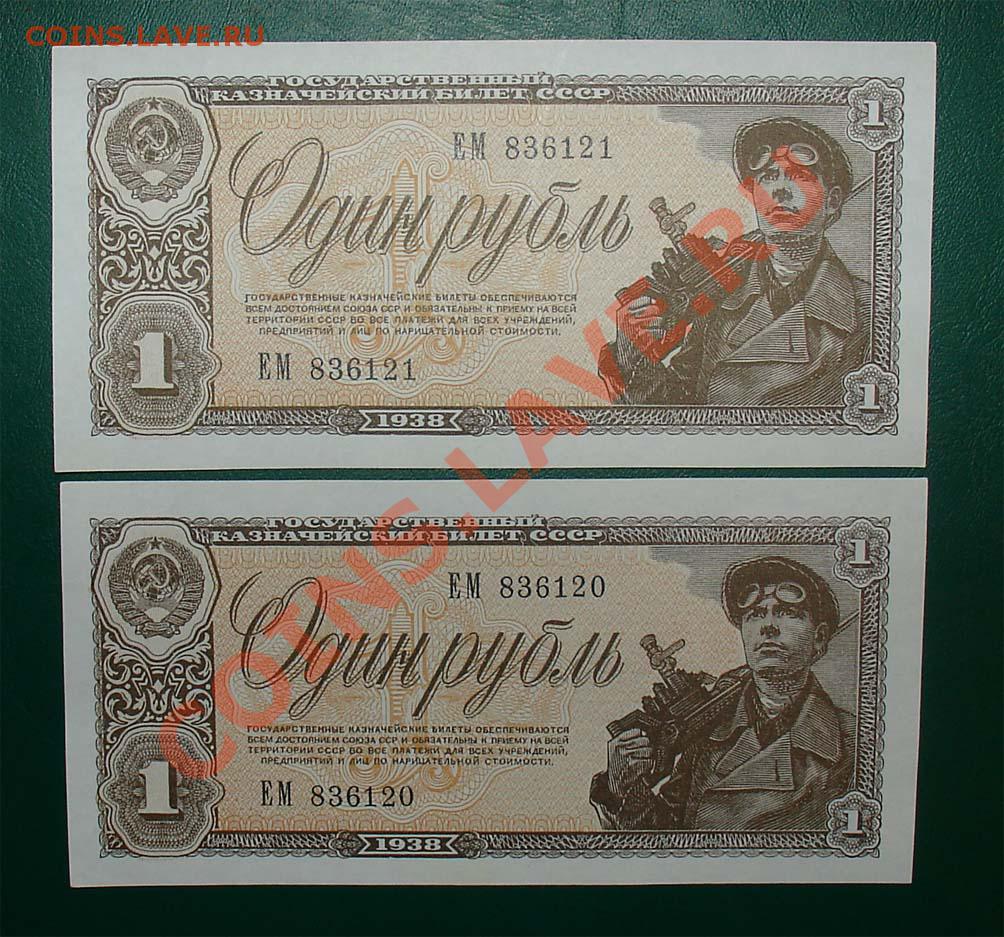 COINS.LAVE.RU
ГОСУДАРСТВЕННЫЙ
КАЗНАЧЕЙСКИЙ БИЛЕТ СССР
1
ЕМ 836121
Один рубль
ГОСУДАРСТВЕННЫЕ КАЗНАЧЕЙСКИЕ БИЛЕТЫ ОБЕСПЕЧИВАЮТСЯ
ВСЕМ ДОСТОЯНИЕМ СОЮЗА ССР И ОБЯЗАТЕЛЬНЫ К ПРИЕМУ НА ВСЕЙ
ТЕРРИТОРИИ СССР ВО ВСЕ ПЛАТЕЖИ ДЛЯ ВСЕХ УЧРЕЖДЕНИЙ,
ПРЕДПРИЯТИЙ И ЛИЦ ПО НАРИЦАТЕЛЬНОЙ СТОИМОСТИ.
1
ЕМ 836121
1
1938
COINS.LAVE.RU
ГОСУДАРСТВЕННЫЙ
КАЗНАЧЕЙСКИЙ БИЛЕТ СССР
1
ЕМ 836120
Один рубль
ГОСУДАРСТВЕННЫЕ КАЗНАЧЕЙСКИЕ БИЛЕТЫ ОБЕСПЕЧИВАЮТСЯ
ВСЕМ ДОСТОЯНИЕМ СОЮЗА ССР И ОБЯЗАТЕЛЬНЫ К ПРИЕМУ НА ВСЕЙ
ТЕРРИТОРИИ СССР ВО ВСЕ ПЛАТЕЖИ ДЛЯ ВСЕХ УЧРЕЖДЕНИЙ,
ПРЕДПРИЯТИЙ И ЛИЦ ПО НАРИЦАТЕЛЬНОЙ СТОИМОСТИ.
1
ЕМ 836120
1
1938